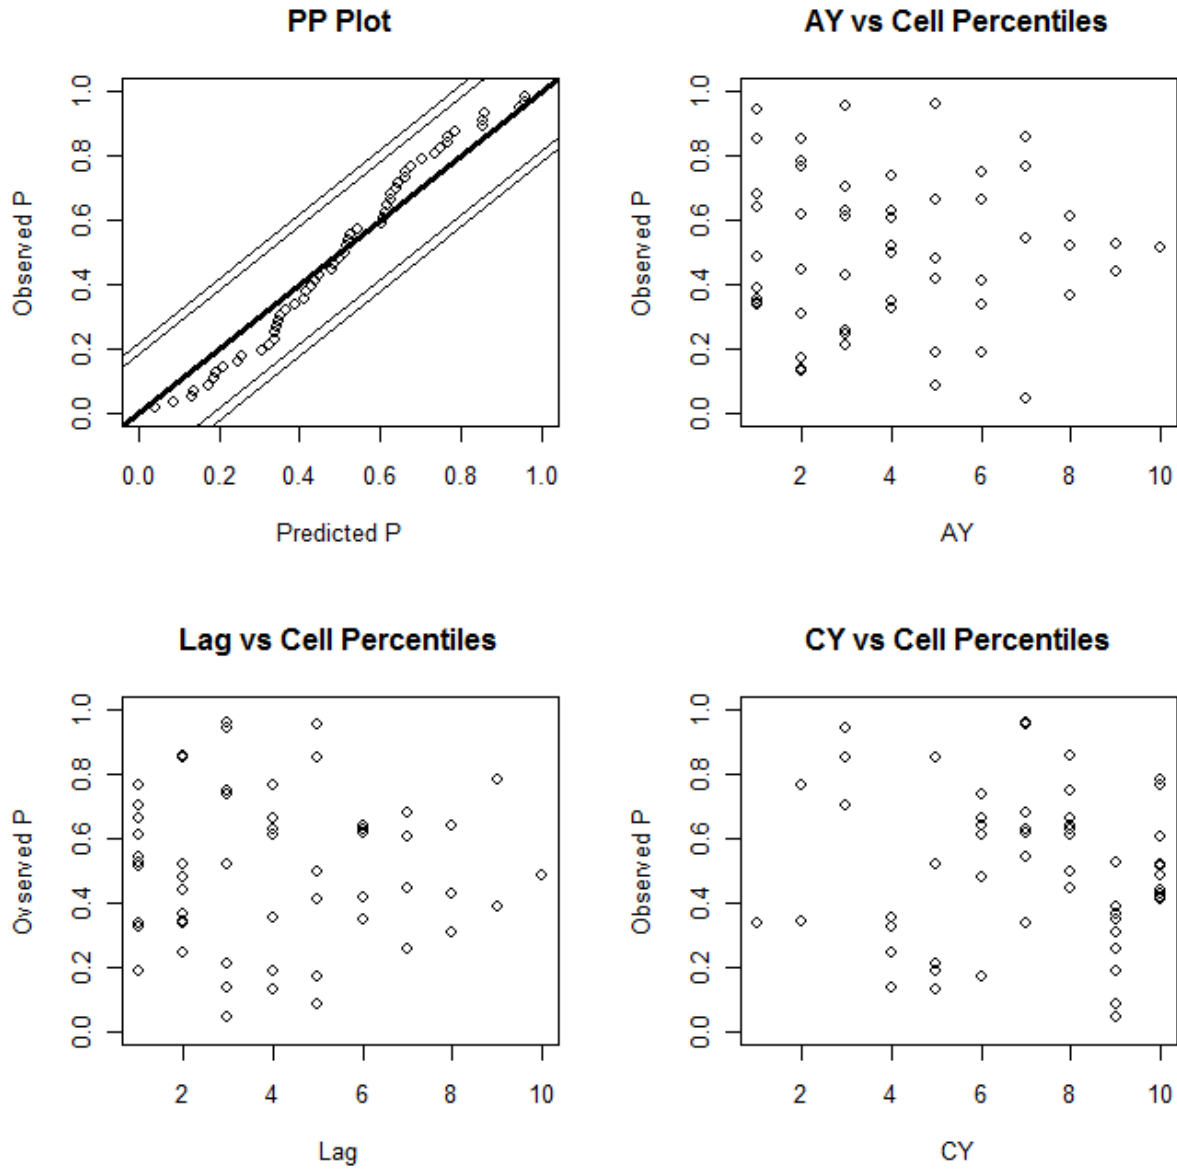 PP Plot
1.0
0.8
0.6
0.4
0.2
0.0
Observed P
0.0 0.2 0.4 0.6 0.8 1.0
Predicted P
AY vs Cell Percentiles
1.0
0.8
0.6
0.4
0.2
0.0
Observed P
2 4 6 8 10
AY
Lag vs Cell Percentiles
1.0
0.8
0.6
0.4
0.2
0.0
Ovserved P
2 4 6 8 10
Lag
CY vs Cell Percentiles
1.0
0.8
0.6
0.4
0.2
0.0
Observed P
2 4 6 8 10
CY